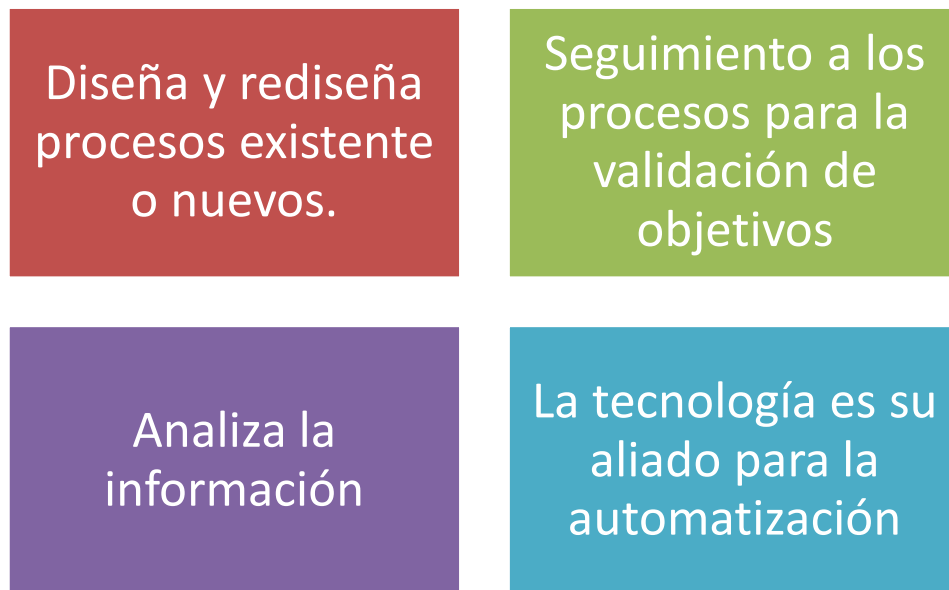 Diseña y rediseña
procesos existente
o nuevos.
Seguimiento a los
procesos para la
validación de
objetivos
Analiza la
información
La tecnología es su
aliado para la
automatización